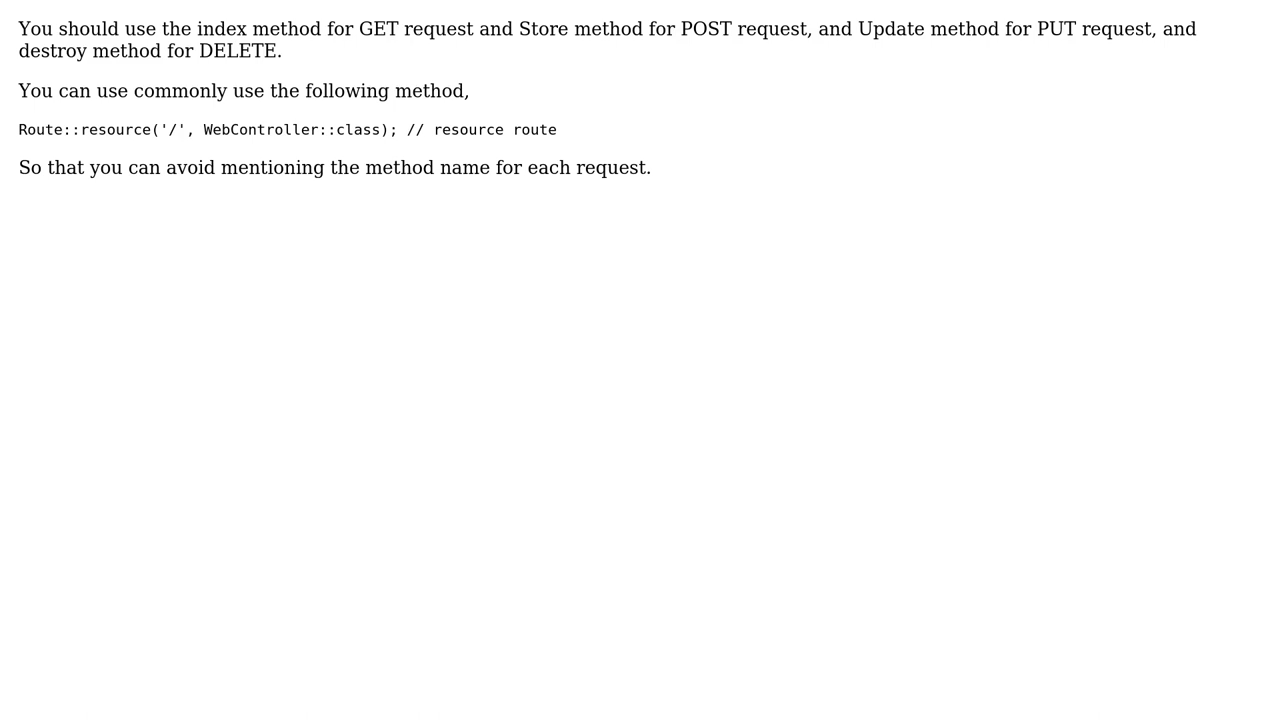 You should use the index method for GET request and Store method for POST request, and Update method for PUT request, and
destroy method for DELETE.
You can use commonly use the following method,
Route::resource('/', WebController::class); // resource route
So that you can avoid mentioning the method name for each request.